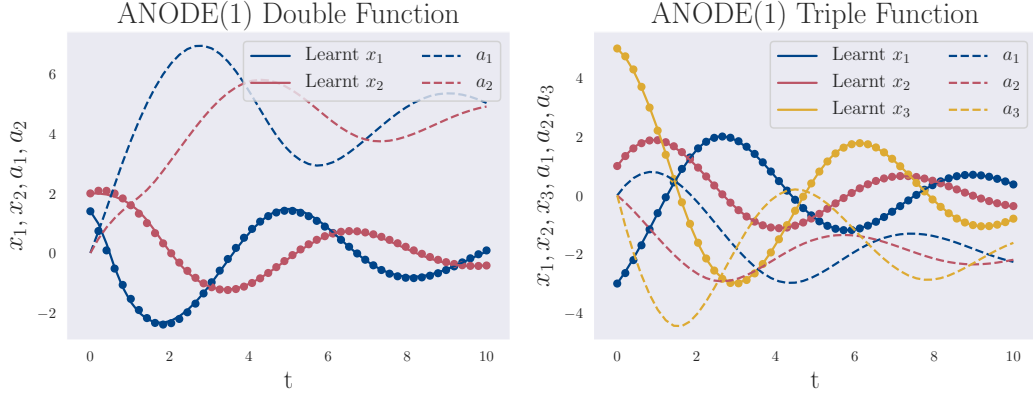 ANODE(1) Double Function
x₁, x₂, a₁, a₂
6
4
2
0
−2
Learnt x₁
a₁
Learnt x₂
a₂
0
2
4
6
8
10
t
ANODE(1) Triple Function
x₁, x₂, x₃, a₁, a₂, a₃
4
2
0
−2
−4
Learnt x₁
a₁
Learnt x₂
a₂
Learnt x₃
a₃
0
2
4
6
8
10
t